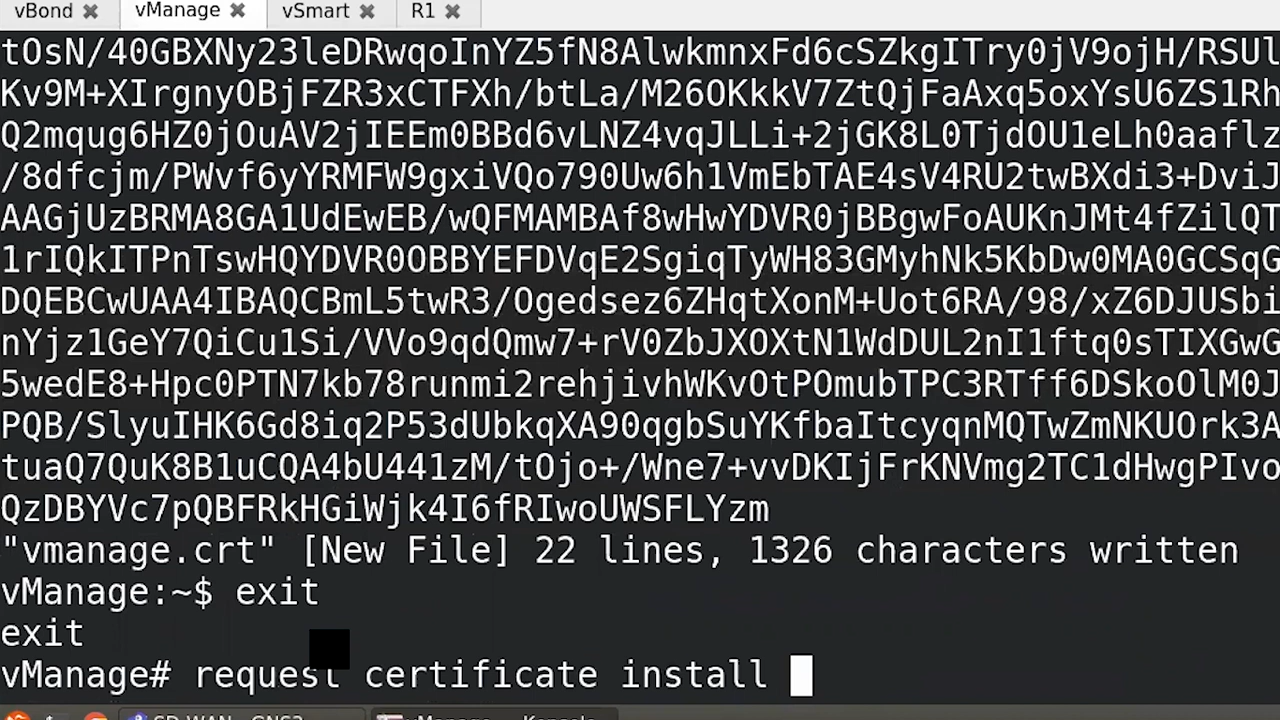 vBond vManage vSmart R1
tOsN/40GBXNy23leDRwqoInYZ5fN8AlwkmnxFd6cSZkgITry0jV9ojH/RSUl
Kv9M+XIrgnyOBjFZR3xCTFXh/btLa/M26OKkkV7ZtQjFaAxq5oxYsU6ZS1Rh
Q2mqug6HZ0jOuAV2jIEEm0BBd6vLNZ4vqJLLi+2jGK8L0TjdOU1eLh0aaflz
/8dfcjm/PWvf6yYRMFW9gxiVQo790Uw6h1VmEbTAE4sV4RU2twBXdi3+DviJ
AAGjUzBRMA8GA1UdEwEB/wQFMAMBAf8wHwYDVR0jBBgwFoAUKnJMt4fZilQT
1rIQkITPnTswHQYDVR0OBBYEFDVqE2SgiqTyWH83GMyhNk5KbDw0MA0GCSqG
DQEBCwUAA4IBAQCBmL5twR3/Ogedsez6ZHqtXonM+Uot6RA/98/xZ6DJUSbi
nYjz1GeY7QiCu1Si/VVo9qdQmw7+rV0ZbJXOXtN1WdDUL2nI1ftq0sTIXGwG
5wedE8+Hpc0PTN7kb78runmi2rehjivhWKvOtPOmubTPC3RTff6DSkoOlM0J
PQB/SlyuIHK6Gd8iq2P53dUbkqXA90qgbSuYKfbaItcyqnMQTwZmNKUOrk3A
tuaQ7QuK8B1uCQA4bU441zM/tOjo+/Wne7+vvDKIjFrKNVmg2TC1dHwgPIvo
QzDBYVc7pQBFRkHGiWjk4I6fRIwoUWSFLYzm
"vmanage.crt" [New File] 22 lines, 1326 characters written
vManage:~$ exit
exit
vManage# request certificate install